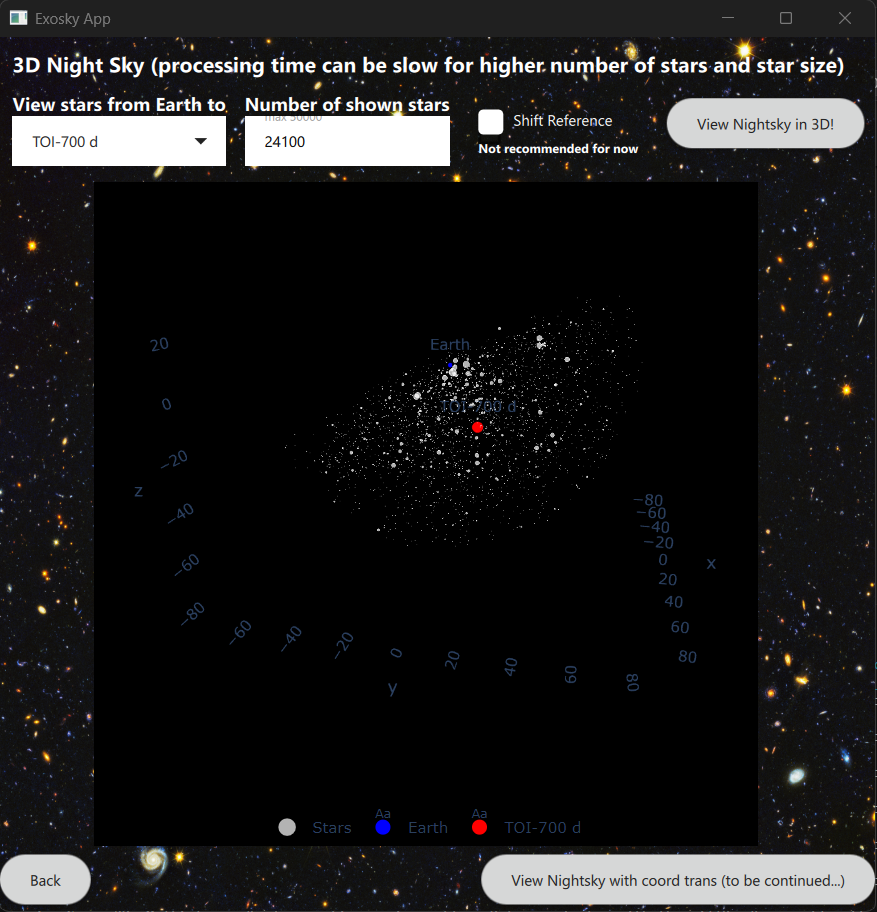 Exosky App
3D Night Sky (processing time can be slow for higher number of stars and star size)
View stars from Earth to
Number of shown stars
max 50000
TOI-700 d
24100
Shift Reference
Not recommended for now
View Nightsky in 3D!
Earth
TOI-700 d
20
0
−20
−40
−60
−80
z
−60
−40
−20
0
20
40
60
80
y
−80
−60
−40
−20
0
20
40
60
80
x
Aa
Aa
Stars
Earth
TOI-700 d
Back
View Nightsky with coord trans (to be continued...)